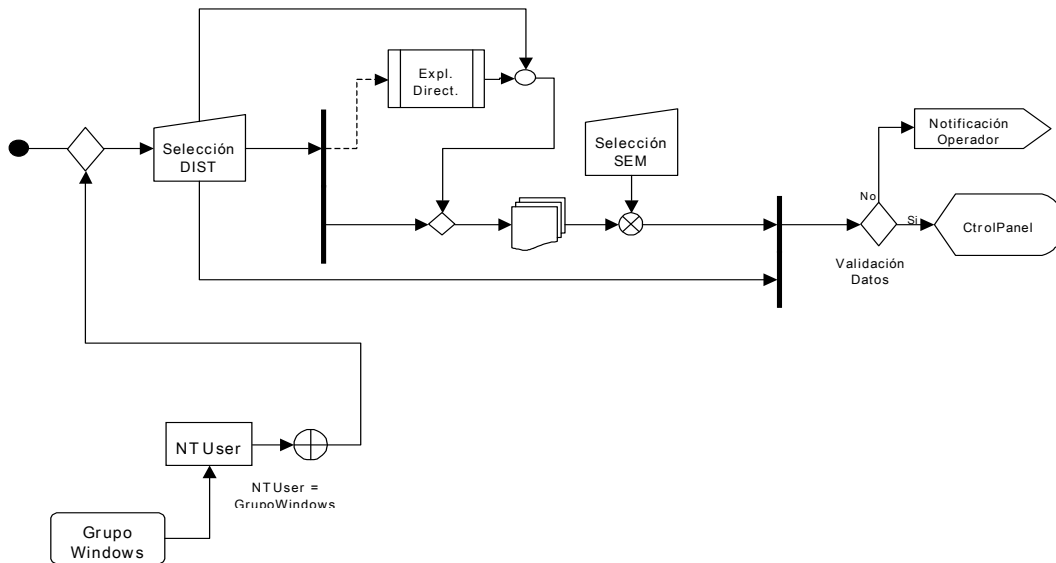 Expl.
Direct.
Selección
DIST
Selección
SEM
Notificación
Operador
No
Si
CtrolPanel
Validación
Datos
NTUser
NTUser =
GrupoWindows
Grupo
Windows